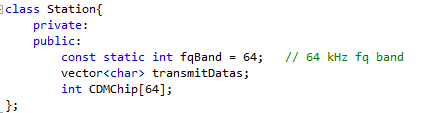 class Station{
    private:
    public:
        const static int fqBand = 64;   // 64 kHz fq band
        vector<char> transmitDatas;
        int CDMChip[64];
};